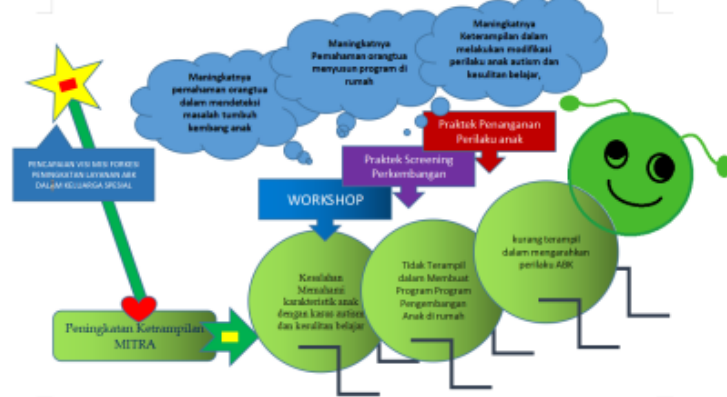 Maningkatnya
pemahaman orangtua
dalam mendeteksi
masalah tumbuh
kembang anak
Maningkatnya
Pemahaman orangtua
menyusun program di
rumah
Maningkatnya
Keterampilan dalam
melakukan modifikasi
perilaku anak autism dan
kesulitan belajar,
PENCAPAIAN VISI MISI FORKESI
PENINGKATAN LAYANAN ABK
DALAM KELUARGA SPESIAL
WORKSHOP
Praktek Screening
Perkembangan
Praktek Penanganan
Perilaku anak
Peningkatan Ketrampilan
MITRA
Kesalahan
Memahami
karakteristik anak
dengan kasus autism
dan kesulitan belajar
Tidak Terampil
dalam Membuat
Program Program
Pengembangan
Anak di rumah
kurang terampil
dalam mengarahkan
perilaku ABK